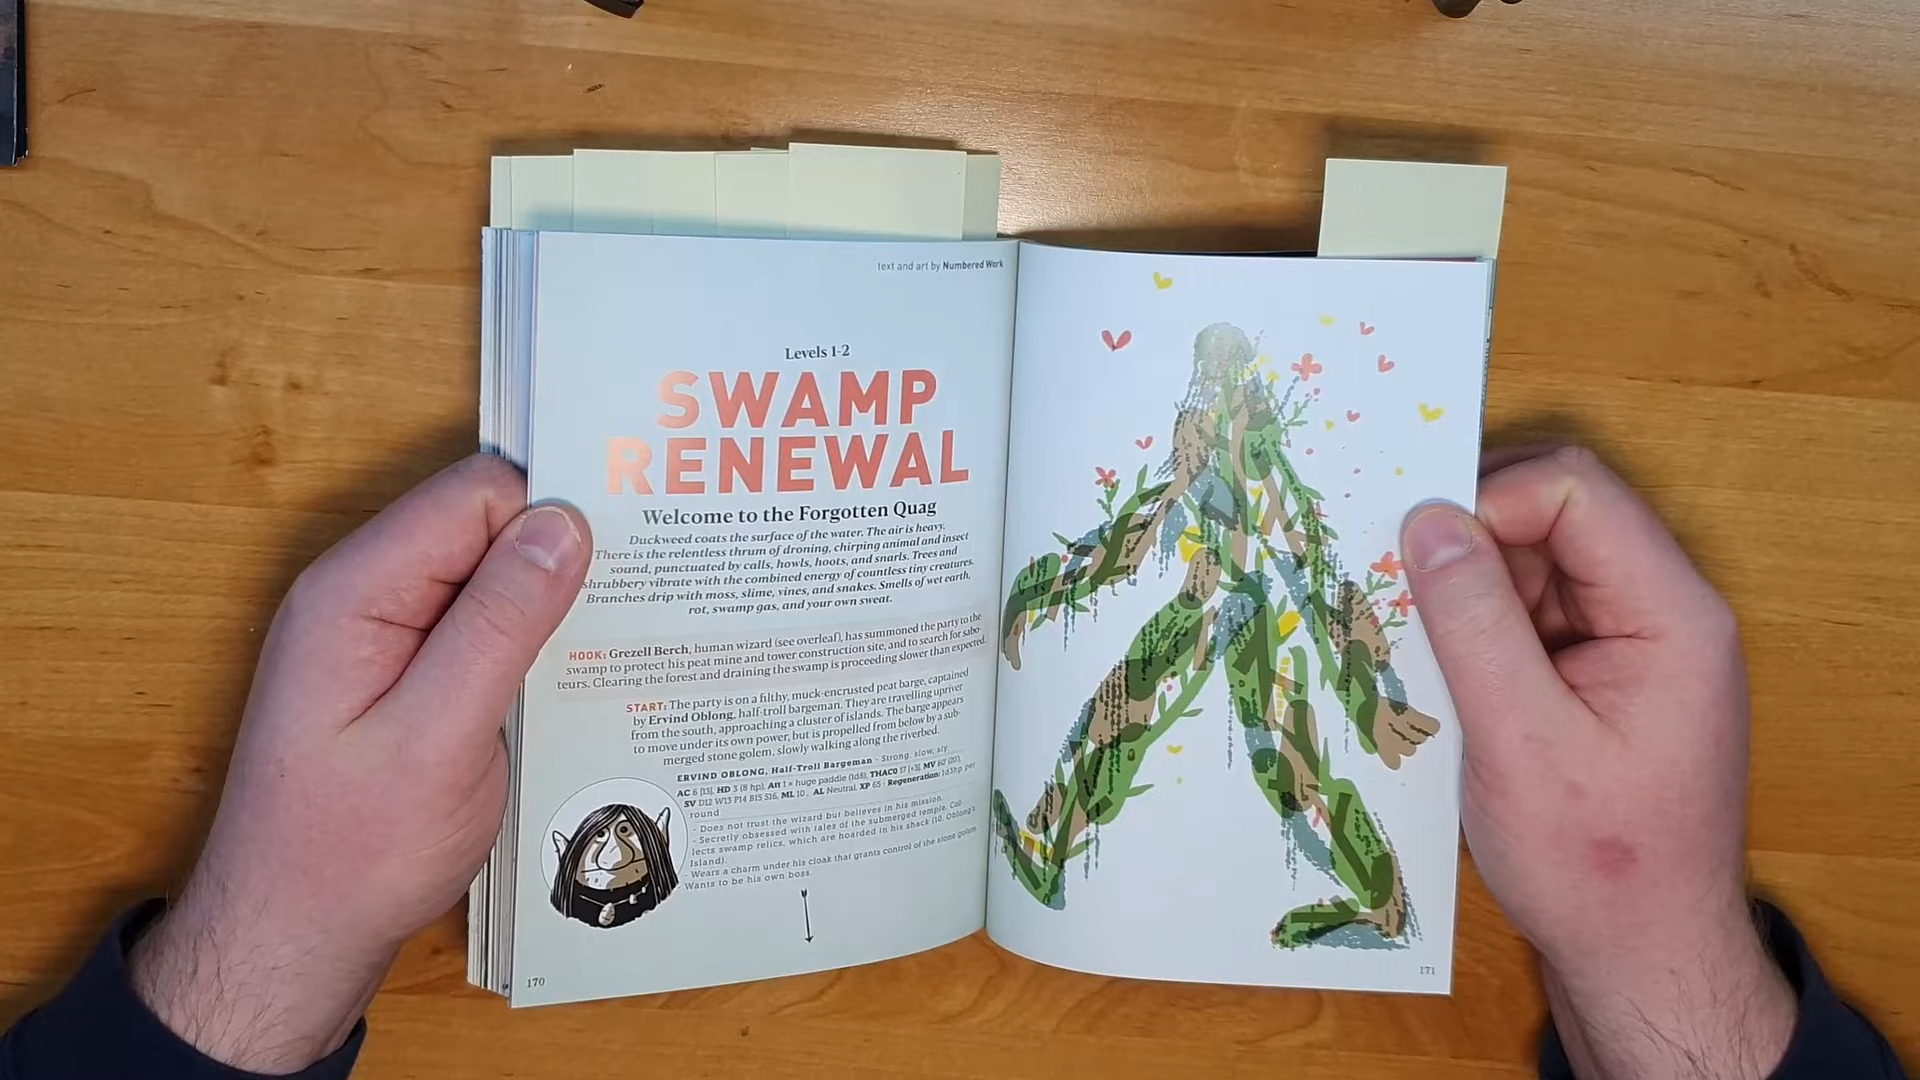 text and art by Numbered Work
Levels 1-2
SWAMP
RENEWAL
Welcome to the Forgotten Quag
Duckweed coats the surface of the water. The air is heavy.
There is the relentless thrum of droning, chirping animal and insect
sound, punctuated by calls, howls, hoots, and snarls. Trees and
shrubbery vibrate with the combined energy of countless tiny creatures.
Branches drip with moss, slime, vines, and snakes. Smells of wet earth,
rot, swamp gas, and your own sweat.
HOOK: Grezell Berch, human wizard (see overleaf), has summoned the party to the
swamp to protect his peat mine and tower construction site, and to search for sabo-
teurs. Clearing the forest and draining the swamp is proceeding slower than expected.
START: The party is on a filthy, muck-encrusted peat barge, captained
by Ervind Oblong, half-troll bargeman. They are travelling upriver
from the south, approaching a cluster of islands. The barge appears
to move under its own power, but is propelled from below by a sub-
merged stone golem, slowly walking along the riverbed.
ERVIND OBLONG, Half-Troll Bargeman - Strong, slow, sly
AC 6 [13], HD 3 (8 hp), Att 1 × huge paddle (1d8), THAC0 17 [+3], MV 60' (20'),
SV D12 W13 P14 B15 S16, ML 10, AL Neutral, XP 65 - Regeneration: 1d3hp per
round
- Does not trust the wizard but believes in his mission.
- Secretly obsessed with tales of the submerged temple. Col-
lects swamp relics, which are hoarded in his shack (10. Oblong's
Island).
- Wears a charm under his cloak that grants control of the stone golem
- Wants to be his own boss.
170
171